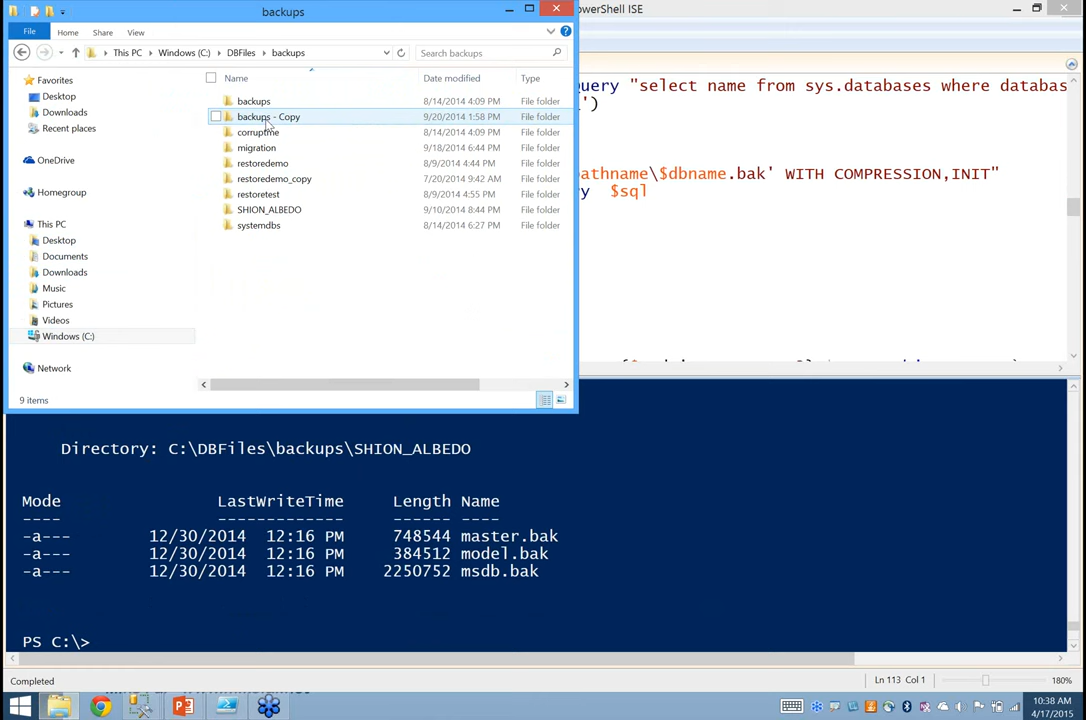 backups
PowerShell ISE
File Home Share View
This PC Windows (C:) DBFiles backups
Search backups
Favorites
Desktop
Downloads
Recent places
OneDrive
Homegroup
This PC
Desktop
Documents
Downloads
Music
Pictures
Videos
Windows (C:)
Network
Name Date modified Type
backups 8/14/2014 4:09 PM File folder
backups - Copy 9/20/2014 1:58 PM File folder
corruptme 8/14/2014 4:09 PM File folder
migration 9/18/2014 6:44 PM File folder
restoredemo 8/9/2014 4:44 PM File folder
restoredemo_copy 7/20/2014 9:42 AM File folder
restoretest 8/9/2014 4:55 PM File folder
SHION_ALBEDO 9/10/2014 8:44 PM File folder
systemdbs 8/14/2014 6:27 PM File folder
9 items
query "select name from sys.databases where databas
')
pathname\$dbname.bak' WITH COMPRESSION,INIT"
y $sql
Directory: C:\DBFiles\backups\SHION_ALBEDO
Mode LastWriteTime Length Name
---- ------------- ------ ----
-a--- 12/30/2014 12:16 PM 748544 master.bak
-a--- 12/30/2014 12:16 PM 384512 model.bak
-a--- 12/30/2014 12:16 PM 2250752 msdb.bak
PS C:\>
Completed Ln 113 Col 1 180%
10:38 AM
4/17/2015